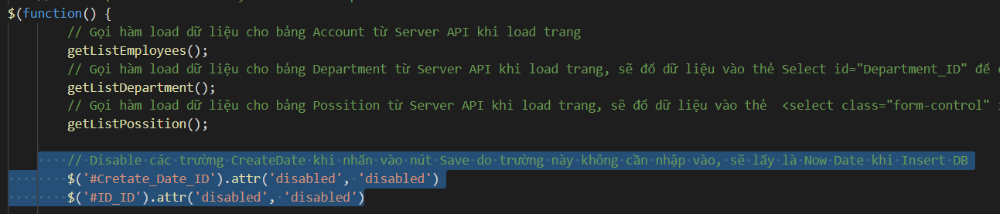 $(function() {
// Gọi hàm load dữ liệu cho bảng Account từ Server API khi load trang
getListEmployees();
// Gọi hàm load dữ liệu cho bảng Department từ Server API khi load trang, sẽ đổ dữ liệu vào thẻ Select id="Department_ID" để
getListDepartment();
// Gọi hàm load dữ liệu cho bảng Possition từ Server API khi load trang, sẽ đổ dữ liệu vào thẻ  <select class="form-control"
getListPossition();
// Disable các trường CreateDate khi nhấn vào nút Save do trường này không cần nhập vào, sẽ lấy là Now Date khi Insert DB
$('#Cretate_Date_ID').attr('disabled', 'disabled')
$('#ID_ID').attr('disabled', 'disabled')